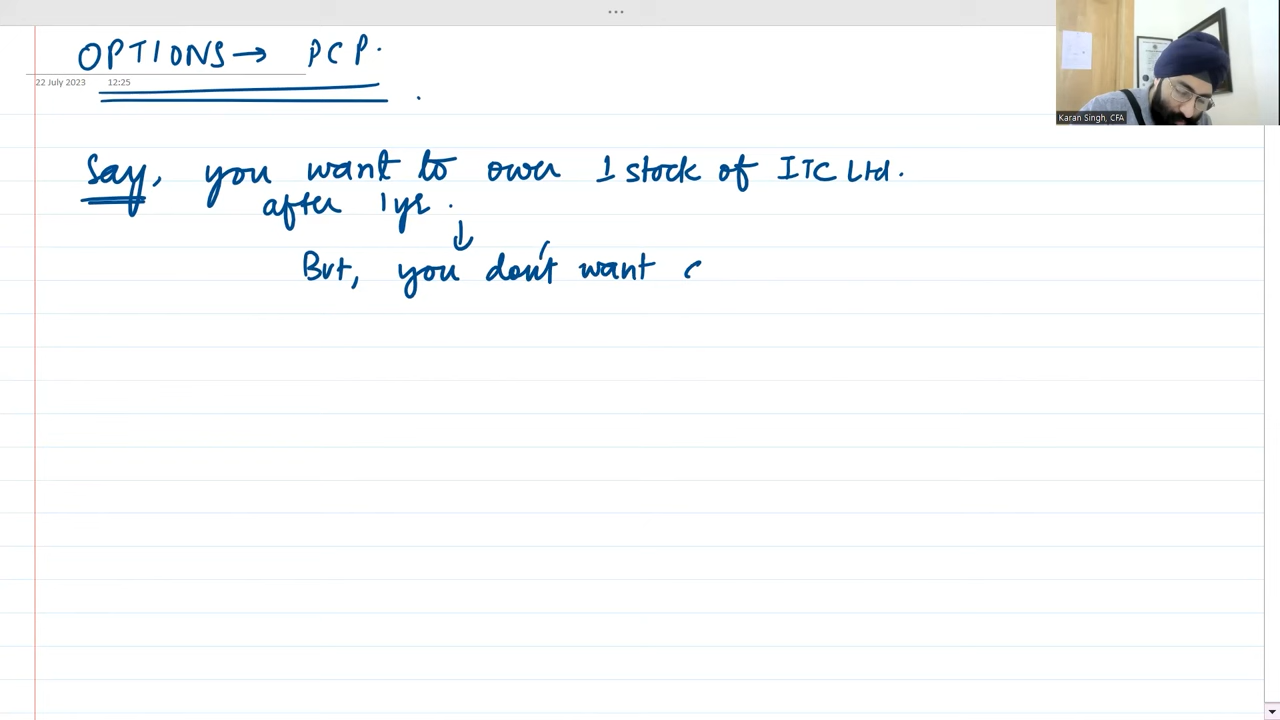 OPTIONS → PCP.
22 July 2023 12:25
Karan Singh, CFA
Say, you want to own 1 stock of ITC Ltd.
after 1yr.
But, you don't want